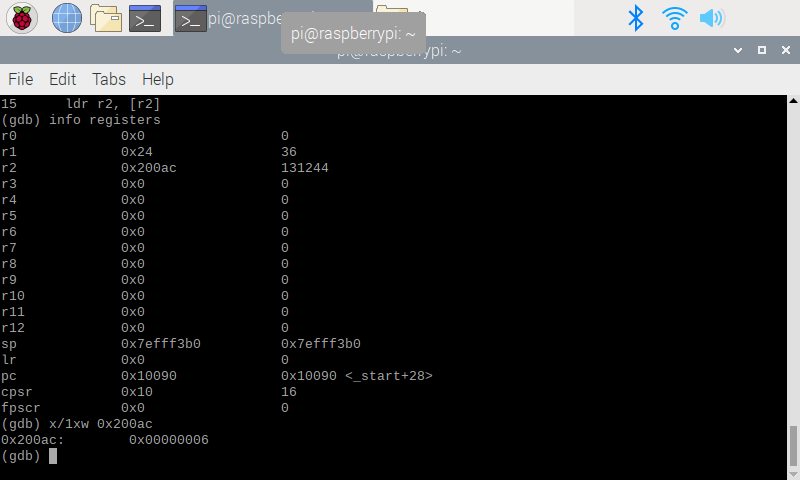 pi@raspberrypi: ~
pi@raspberrypi: ~
File Edit Tabs Help
15      ldr r2, [r2]
(gdb) info registers
r0             0x0                 0
r1             0x24                36
r2             0x200ac             131244
r3             0x0                 0
r4             0x0                 0
r5             0x0                 0
r6             0x0                 0
r7             0x0                 0
r8             0x0                 0
r9             0x0                 0
r10            0x0                 0
r11            0x0                 0
r12            0x0                 0
sp             0x7efff3b0          0x7efff3b0
lr             0x0                 0
pc             0x10090             0x10090 <_start+28>
cpsr           0x10                16
fpscr          0x0                 0
(gdb) x/1xw 0x200ac
0x200ac:        0x00000006
(gdb)